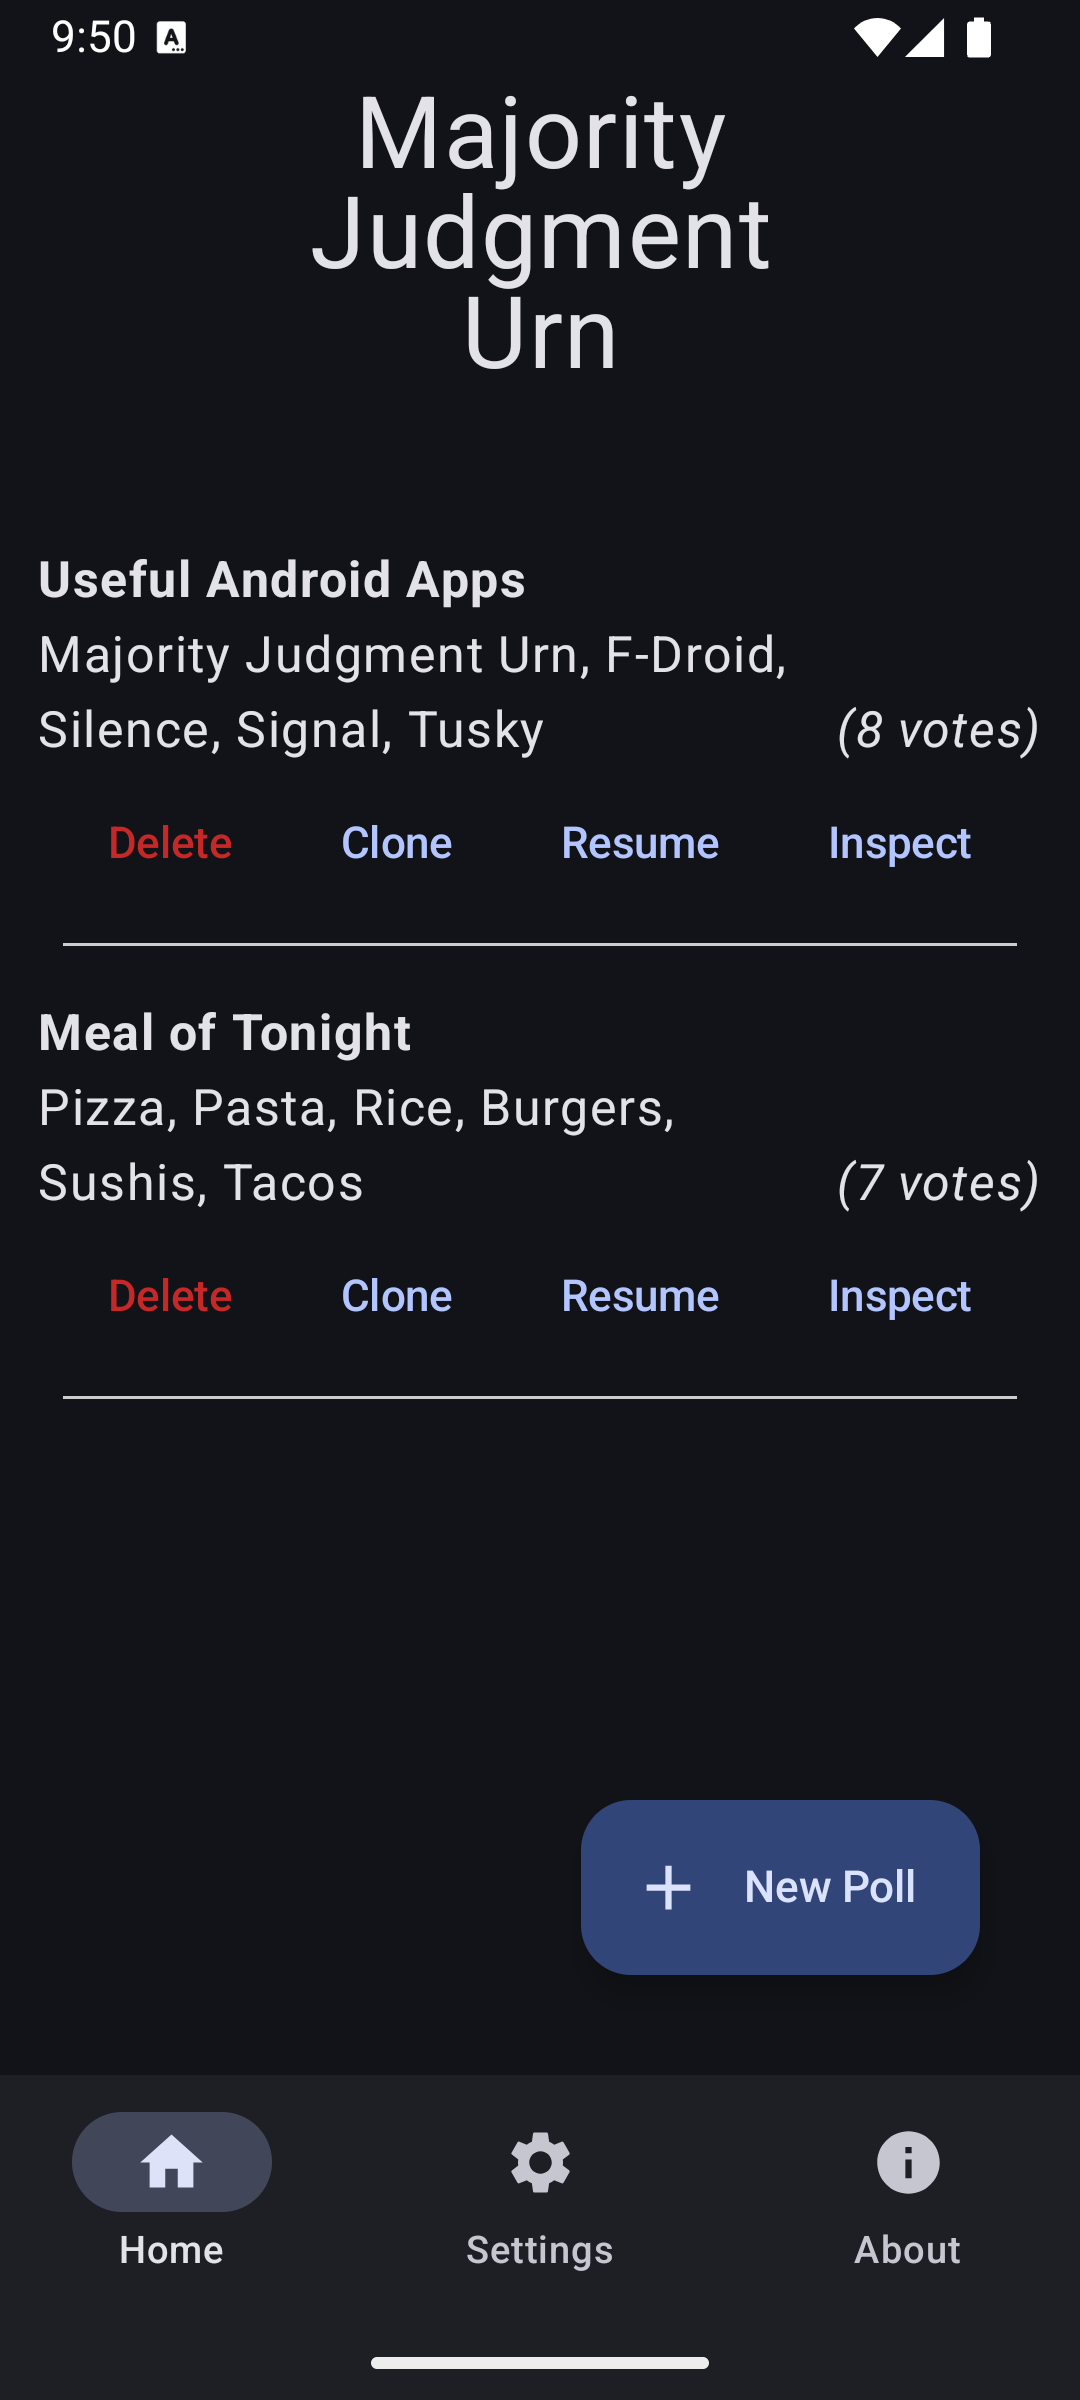 9:50
Majority
Judgment
Urn
Useful Android Apps
Majority Judgment Urn, F-Droid,
Silence, Signal, Tusky (8 votes)
Delete Clone Resume Inspect
Meal of Tonight
Pizza, Pasta, Rice, Burgers,
Sushis, Tacos (7 votes)
Delete Clone Resume Inspect
New Poll
Home Settings About